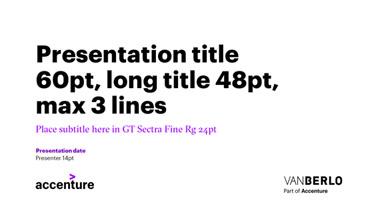 Presentation title
60pt, long title 48pt,
max 3 lines
Place subtitle here in GT Sectra Fine Rg 24pt
Presentation date
Presenter 14pt
accenture
VANBERLO
Part of Accenture